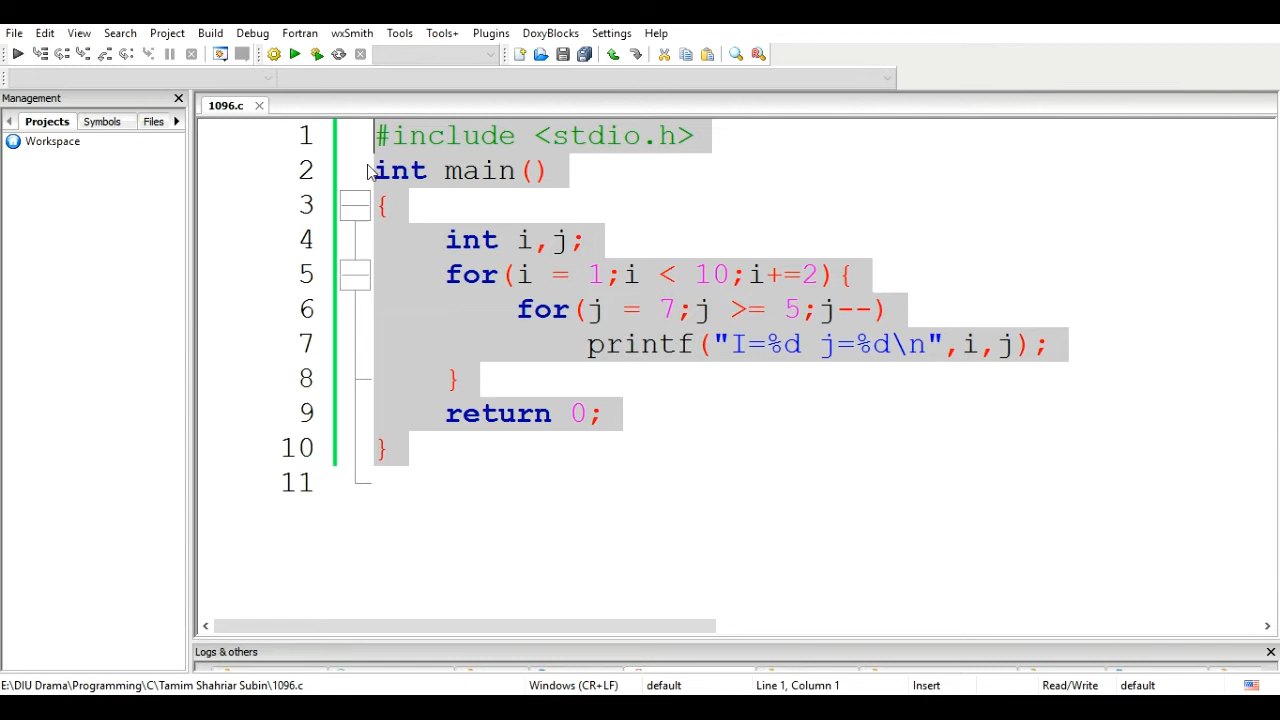 File Edit View Search Project Build Debug Fortran wxSmith Tools Tools+ Plugins DoxyBlocks Settings Help
Management
Projects Symbols Files
Workspace
1096.c
1 #include <stdio.h>
2 int main()
3 {
4 int i,j;
5 for(i = 1;i < 10;i+=2){
6 for(j = 7;j >= 5;j--)
7 printf("I=%d j=%d\n",i,j);
8 }
9 return 0;
10 }
11
Logs & others
E:\DIU Drama\Programming\C\Tamim Shahriar Subin\1096.c Windows (CR+LF) default Line 1, Column 1 Insert Read/Write default